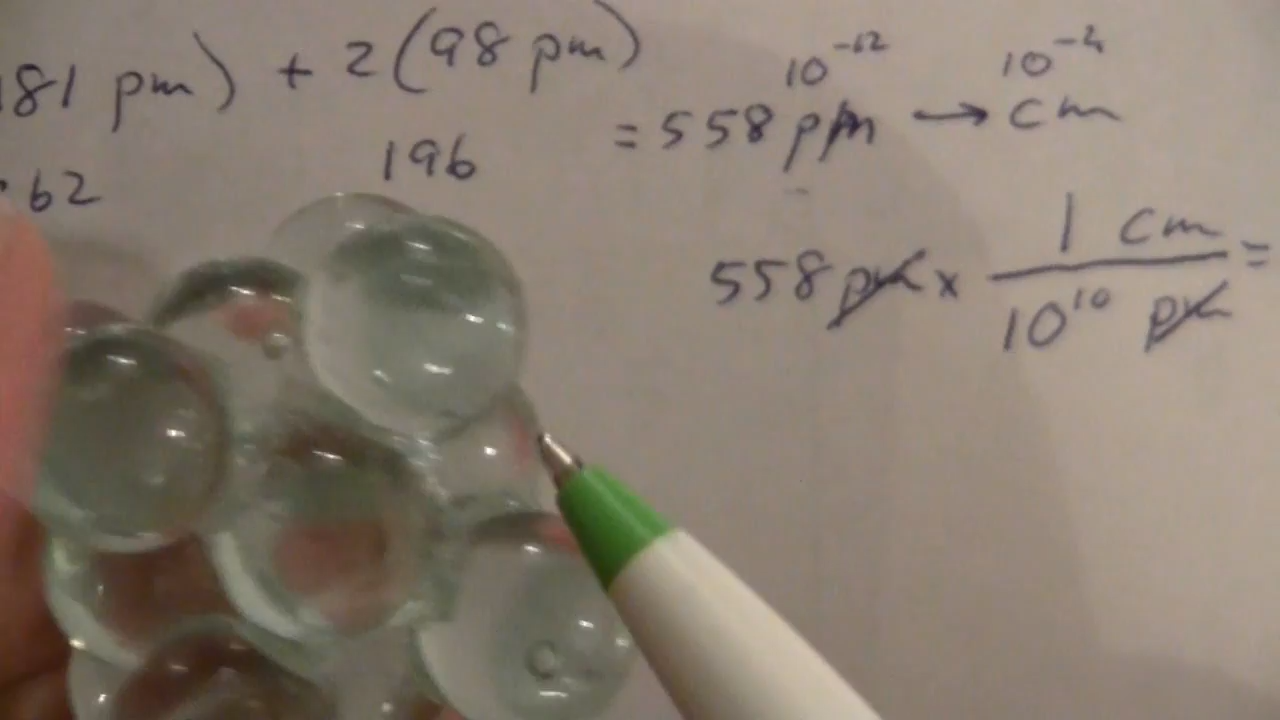 181 pm) + 2(98 pm)
10⁻¹² 10⁻²
= 558 pm → cm
62 196
558 pm x 1 cm / 10¹⁰ pm =